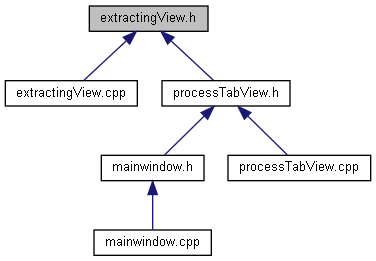 extractingView.h
extractingView.cpp
processTabView.h
mainwindow.h
processTabView.cpp
mainwindow.cpp